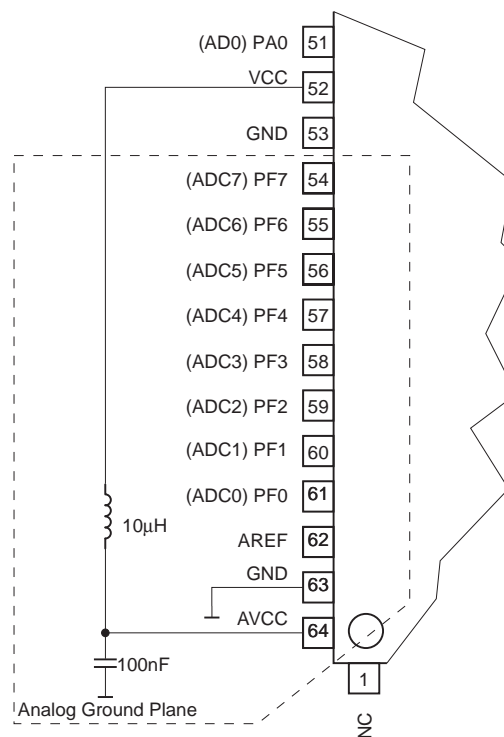 (AD0) PA0 51
VCC 52
GND 53
(ADC7) PF7 54
(ADC6) PF6 55
(ADC5) PF5 56
(ADC4) PF4 57
(ADC3) PF3 58
(ADC2) PF2 59
(ADC1) PF1 60
(ADC0) PF0 61
10μH
AREF 62
GND 63
AVCC 64
100nF
1
Analog Ground Plane
NC